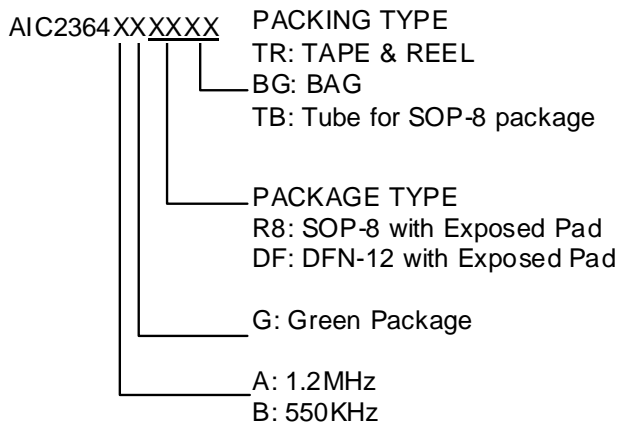 AIC2364XXXXXX
PACKING TYPE
TR: TAPE & REEL
BG: BAG
TB: Tube for SOP-8 package
PACKAGE TYPE
R8: SOP-8 with Exposed Pad
DF: DFN-12 with Exposed Pad
G: Green Package
A: 1.2MHz
B: 550KHz